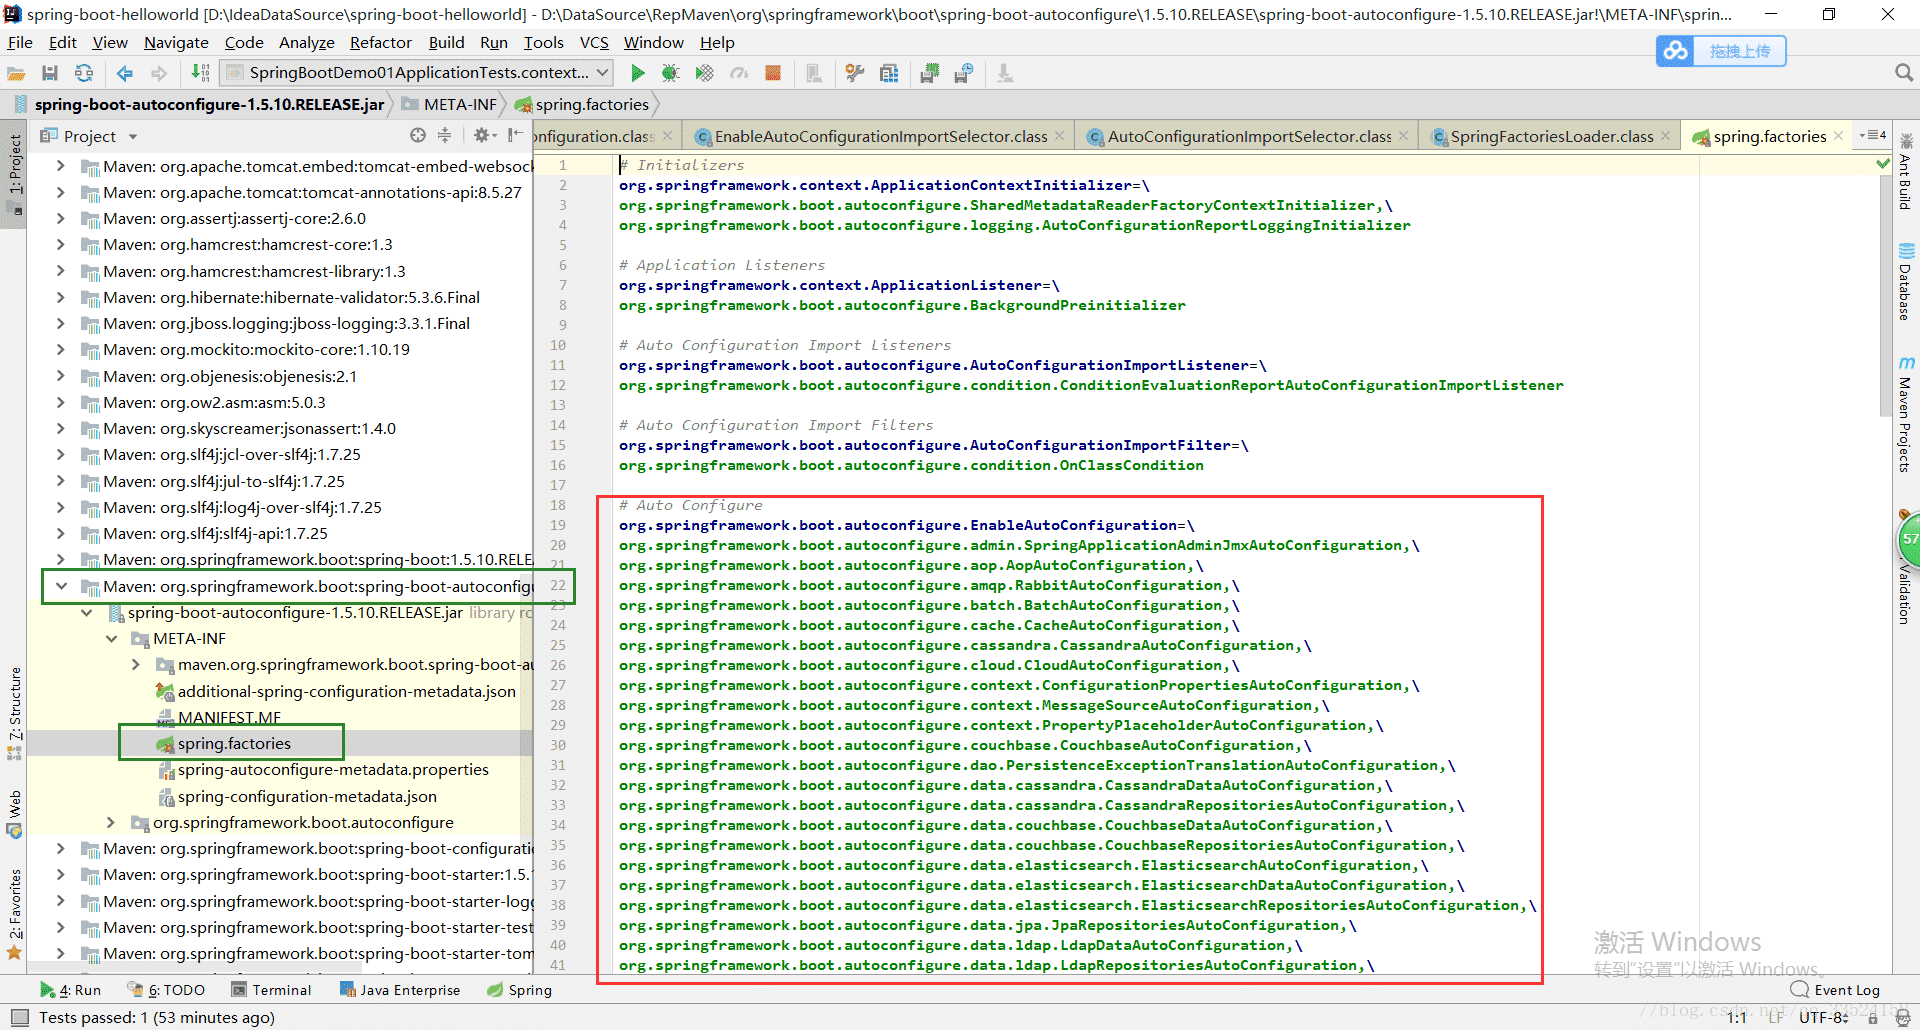 spring-boot-helloworld [D:\IdeaDataSource\spring-boot-helloworld] - D:\DataSource\RepMaven\org\springframework\boot\spring-boot-autoconfigure\1.5.10.RELEASE\spring-boot-autoconfigure-1.5.10.RELEASE.jar!\META-INF\sprin...
File Edit View Navigate Code Analyze Refactor Build Run Tools VCS Window Help
拖拽上传
SpringBootDemo01ApplicationTests.context...
spring-boot-autoconfigure-1.5.10.RELEASE.jar META-INF spring.factories
Project
onfiguration.class EnableAutoConfigurationImportSelector.class AutoConfigurationImportSelector.class SpringFactoriesLoader.class spring.factories 4
1: Project
7: Structure
Web
2: Favorites
Maven: org.apache.tomcat.embed:tomcat-embed-websock
Maven: org.apache.tomcat:tomcat-annotations-api:8.5.27
Maven: org.assertj:assertj-core:2.6.0
Maven: org.hamcrest:hamcrest-core:1.3
Maven: org.hamcrest:hamcrest-library:1.3
Maven: org.hibernate:hibernate-validator:5.3.6.Final
Maven: org.jboss.logging:jboss-logging:3.3.1.Final
Maven: org.mockito:mockito-core:1.10.19
Maven: org.objenesis:objenesis:2.1
Maven: org.ow2.asm:asm:5.0.3
Maven: org.skyscreamer:jsonassert:1.4.0
Maven: org.slf4j:jcl-over-slf4j:1.7.25
Maven: org.slf4j:jul-to-slf4j:1.7.25
Maven: org.slf4j:log4j-over-slf4j:1.7.25
Maven: org.slf4j:slf4j-api:1.7.25
Maven: org.springframework.boot:spring-boot:1.5.10.RELE
Maven: org.springframework.boot:spring-boot-autoconfigu
spring-boot-autoconfigure-1.5.10.RELEASE.jar library ro
META-INF
maven.org.springframework.boot.spring-boot-au
additional-spring-configuration-metadata.json
MANIFEST.MF
spring.factories
spring-autoconfigure-metadata.properties
spring-configuration-metadata.json
org.springframework.boot.autoconfigure
Maven: org.springframework.boot:spring-boot-configuratio
Maven: org.springframework.boot:spring-boot-starter:1.5.1
Maven: org.springframework.boot:spring-boot-starter-logg
Maven: org.springframework.boot:spring-boot-starter-test
Maven: org.springframework.boot:spring-boot-starter-tom
1 # Initializers
2 org.springframework.context.ApplicationContextInitializer=\
3 org.springframework.boot.autoconfigure.SharedMetadataReaderFactoryContextInitializer,\
4 org.springframework.boot.autoconfigure.logging.AutoConfigurationReportLoggingInitializer
5
6 # Application Listeners
7 org.springframework.context.ApplicationListener=\
8 org.springframework.boot.autoconfigure.BackgroundPreinitializer
9
10 # Auto Configuration Import Listeners
11 org.springframework.boot.autoconfigure.AutoConfigurationImportListener=\
12 org.springframework.boot.autoconfigure.condition.ConditionEvaluationReportAutoConfigurationImportListener
13
14 # Auto Configuration Import Filters
15 org.springframework.boot.autoconfigure.AutoConfigurationImportFilter=\
16 org.springframework.boot.autoconfigure.condition.OnClassCondition
17
18 # Auto Configure
19 org.springframework.boot.autoconfigure.EnableAutoConfiguration=\
20 org.springframework.boot.autoconfigure.admin.SpringApplicationAdminJmxAutoConfiguration,\
21 org.springframework.boot.autoconfigure.aop.AopAutoConfiguration,\
22 org.springframework.boot.autoconfigure.amqp.RabbitAutoConfiguration,\
23 org.springframework.boot.autoconfigure.batch.BatchAutoConfiguration,\
24 org.springframework.boot.autoconfigure.cache.CacheAutoConfiguration,\
25 org.springframework.boot.autoconfigure.cassandra.CassandraAutoConfiguration,\
26 org.springframework.boot.autoconfigure.cloud.CloudAutoConfiguration,\
27 org.springframework.boot.autoconfigure.context.ConfigurationPropertiesAutoConfiguration,\
28 org.springframework.boot.autoconfigure.context.MessageSourceAutoConfiguration,\
29 org.springframework.boot.autoconfigure.context.PropertyPlaceholderAutoConfiguration,\
30 org.springframework.boot.autoconfigure.couchbase.CouchbaseAutoConfiguration,\
31 org.springframework.boot.autoconfigure.dao.PersistenceExceptionTranslationAutoConfiguration,\
32 org.springframework.boot.autoconfigure.data.cassandra.CassandraDataAutoConfiguration,\
33 org.springframework.boot.autoconfigure.data.cassandra.CassandraRepositoriesAutoConfiguration,\
34 org.springframework.boot.autoconfigure.data.couchbase.CouchbaseDataAutoConfiguration,\
35 org.springframework.boot.autoconfigure.data.couchbase.CouchbaseRepositoriesAutoConfiguration,\
36 org.springframework.boot.autoconfigure.data.elasticsearch.ElasticsearchAutoConfiguration,\
37 org.springframework.boot.autoconfigure.data.elasticsearch.ElasticsearchDataAutoConfiguration,\
38 org.springframework.boot.autoconfigure.data.elasticsearch.ElasticsearchRepositoriesAutoConfiguration,\
39 org.springframework.boot.autoconfigure.data.jpa.JpaRepositoriesAutoConfiguration,\
40 org.springframework.boot.autoconfigure.data.ldap.LdapDataAutoConfiguration,\
41 org.springframework.boot.autoconfigure.data.ldap.LdapRepositoriesAutoConfiguration,\
Ant Build
Database
Maven Projects
57
Validation
激活 Windows
转到"设置"以激活 Windows。
4: Run 6: TODO Terminal Java Enterprise Spring Event Log
Tests passed: 1 (53 minutes ago) 1:1 LF UTF-8